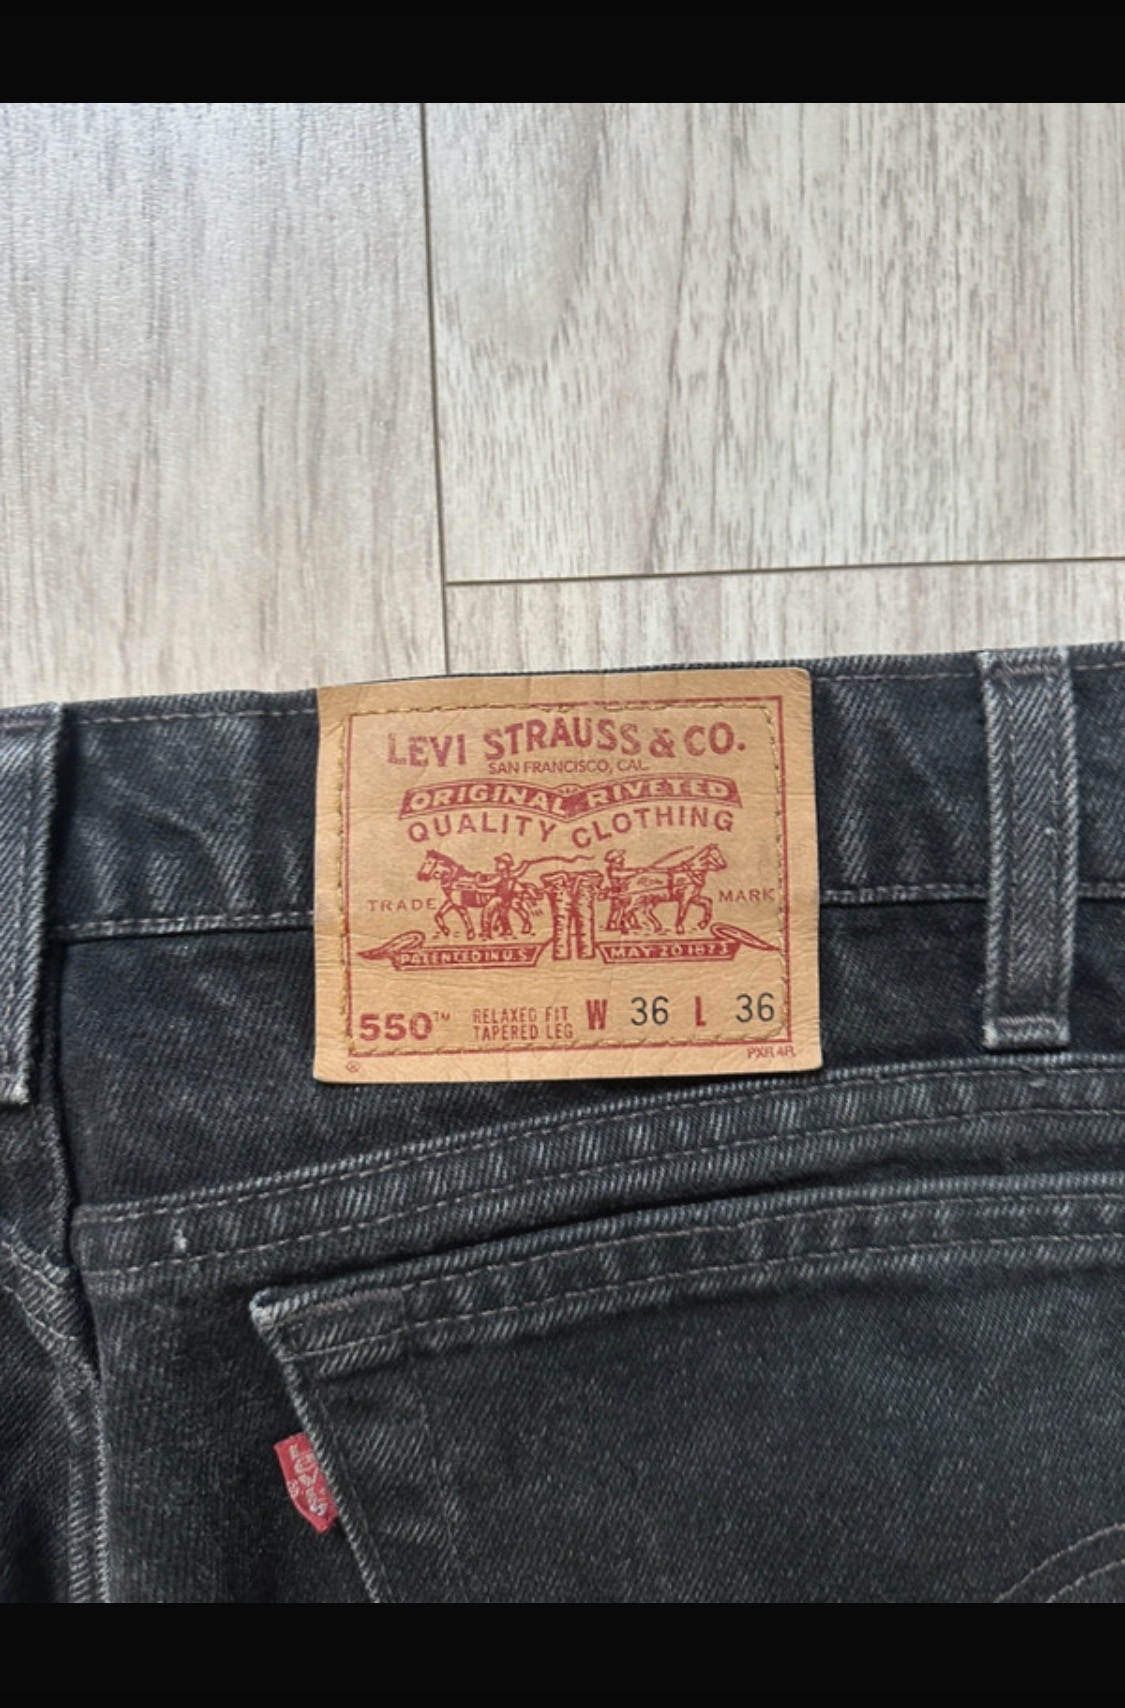 LEVI STRAUSS & CO.
SAN FRANCISCO, CAL.
ORIGINAL RIVETED
QUALITY CLOTHING
TRADE MARK
PATENTED IN U.S. MAY 20 1873
550™ RELAXED FIT TAPERED LEG W 36 L 36
®
LEVI'S
®